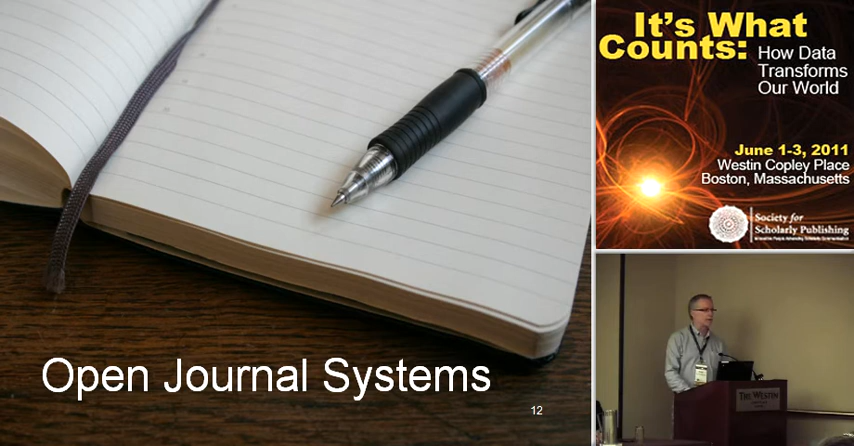 Open Journal Systems
12
It's What
Counts: How Data
Transforms
Our World
June 1-3, 2011
Westin Copley Place
Boston, Massachusetts
Society for
Scholarly Publishing
THE WESTIN